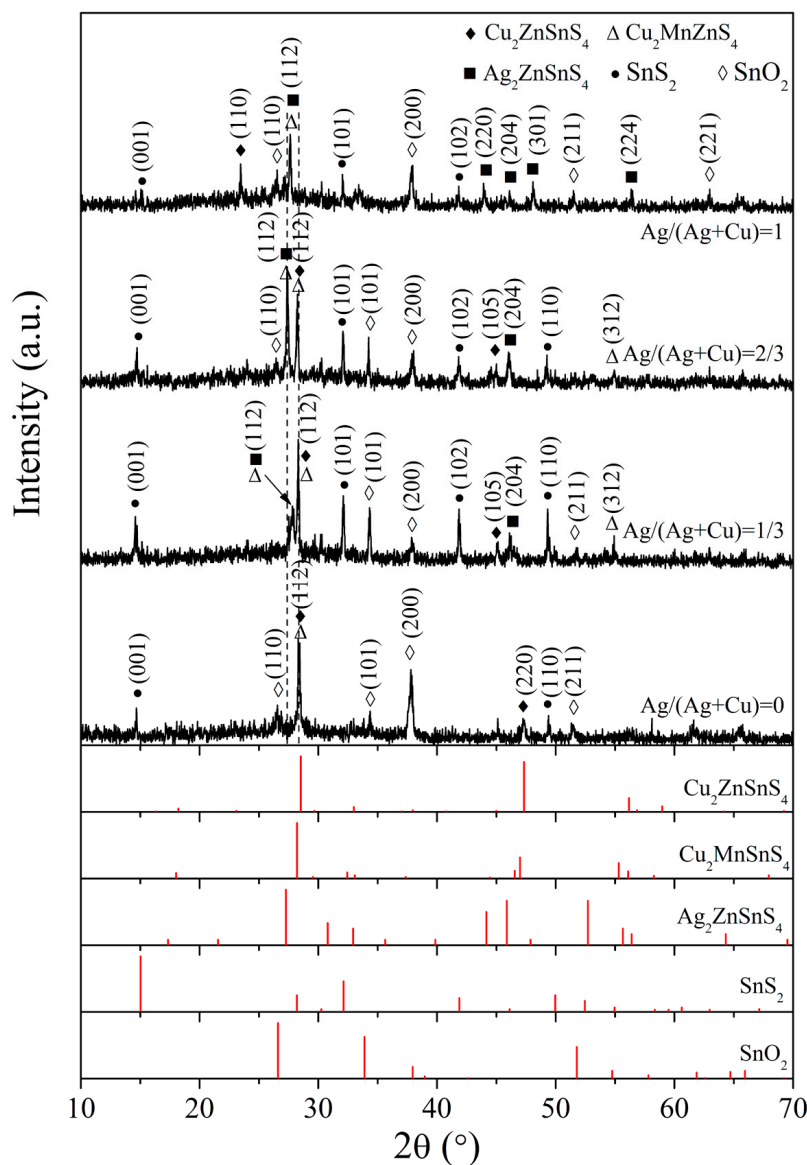 ◆ Cu₂ZnSnS₄ Δ Cu₂MnZnS₄
■ Ag₂ZnSnS₄ ● SnS₂ ◊ SnO₂
(001) (110) (110) (112) (101) (200) (102) (220) (204) (301) (211) (224) (221)
Ag/(Ag+Cu)=1
(001) (110) (112) (112) (101) (101) (200) (102) (105) (204) (110) (312)
Ag/(Ag+Cu)=2/3
(001) (112) (112) (101) (101) (200) (102) (105) (204) (110) (211) (312)
Ag/(Ag+Cu)=1/3
(001) (110) (112) (101) (200) (220) (110) (211)
Ag/(Ag+Cu)=0
Intensity (a.u.)
Cu₂ZnSnS₄
Cu₂MnSnS₄
Ag₂ZnSnS₄
SnS₂
SnO₂
10 20 30 40 50 60 70
2θ (°)